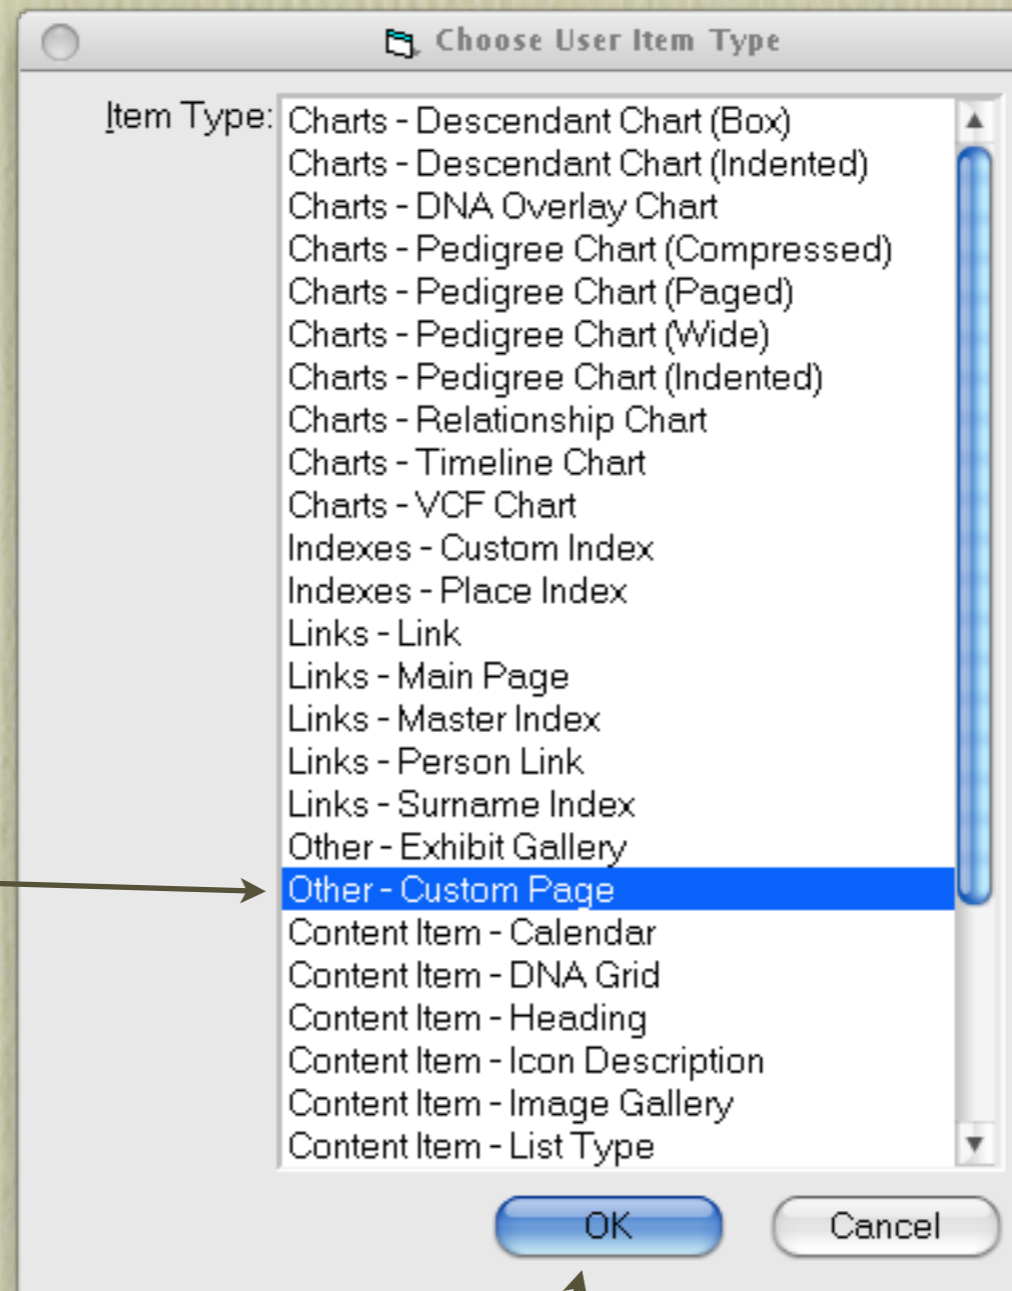 Choose User Item Type
Item Type:
Charts - Descendant Chart (Box)
Charts - Descendant Chart (Indented)
Charts - DNA Overlay Chart
Charts - Pedigree Chart (Compressed)
Charts - Pedigree Chart (Paged)
Charts - Pedigree Chart (Wide)
Charts - Pedigree Chart (Indented)
Charts - Relationship Chart
Charts - Timeline Chart
Charts - VCF Chart
Indexes - Custom Index
Indexes - Place Index
Links - Link
Links - Main Page
Links - Master Index
Links - Person Link
Links - Surname Index
Other - Exhibit Gallery
Other - Custom Page
Content Item - Calendar
Content Item - DNA Grid
Content Item - Heading
Content Item - Icon Description
Content Item - Image Gallery
Content Item - List Type
OK Cancel